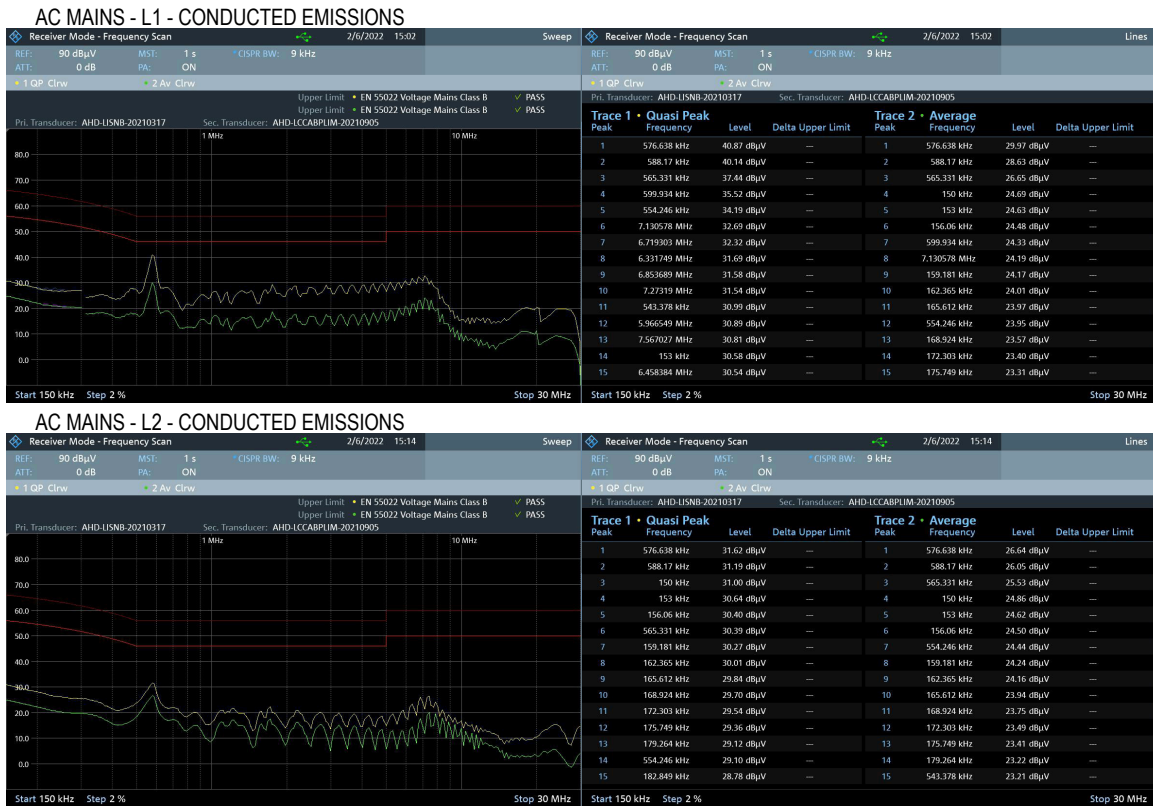 AC MAINS - L1 - CONDUCTED EMISSIONS
Receiver Mode - Frequency Scan 2/6/2022 15:02 Sweep
REF: 90 dBµV MST: 1 s * CISPR BW: 9 kHz
ATT: 0 dB PA: ON
• 1 QP Clrw • 2 Av Clrw
Upper Limit • EN 55022 Voltage Mains Class B ✓ PASS
Upper Limit • EN 55022 Voltage Mains Class B ✓ PASS
Pri. Transducer: AHD-LISNB-20210317 Sec. Transducer: AHD-LCCABPLIM-20210905
1 MHz 10 MHz
80.0
70.0
60.0
50.0
40.0
30.0
20.0
10.0
0.0
Start 150 kHz Step 2 % Stop 30 MHz
Receiver Mode - Frequency Scan 2/6/2022 15:02 Lines
REF: 90 dBµV MST: 1 s * CISPR BW: 9 kHz
ATT: 0 dB PA: ON
• 1 QP Clrw • 2 Av Clrw
Pri. Transducer: AHD-LISNB-20210317 Sec. Transducer: AHD-LCCABPLIM-20210905
Trace 1 • Quasi Peak Trace 2 • Average
Peak Frequency Level Delta Upper Limit Peak Frequency Level Delta Upper Limit
1 576.638 kHz 40.87 dBµV --- 1 576.638 kHz 29.97 dBµV ---
2 588.17 kHz 40.14 dBµV --- 2 588.17 kHz 28.63 dBµV ---
3 565.331 kHz 37.44 dBµV --- 3 565.331 kHz 26.65 dBµV ---
4 599.934 kHz 35.52 dBµV --- 4 150 kHz 24.69 dBµV ---
5 554.246 kHz 34.19 dBµV --- 5 153 kHz 24.63 dBµV ---
6 7.130578 MHz 32.69 dBµV --- 6 156.06 kHz 24.48 dBµV ---
7 6.719303 MHz 32.32 dBµV --- 7 599.934 kHz 24.33 dBµV ---
8 6.331749 MHz 31.69 dBµV --- 8 7.130578 MHz 24.19 dBµV ---
9 6.853689 MHz 31.58 dBµV --- 9 159.181 kHz 24.17 dBµV ---
10 7.27319 MHz 31.54 dBµV --- 10 162.365 kHz 24.01 dBµV ---
11 543.378 kHz 30.99 dBµV --- 11 165.612 kHz 23.97 dBµV ---
12 5.966549 MHz 30.89 dBµV --- 12 554.246 kHz 23.95 dBµV ---
13 7.567027 MHz 30.81 dBµV --- 13 168.924 kHz 23.57 dBµV ---
14 153 kHz 30.58 dBµV --- 14 172.303 kHz 23.40 dBµV ---
15 6.458384 MHz 30.54 dBµV --- 15 175.749 kHz 23.31 dBµV ---
Start 150 kHz Step 2 % Stop 30 MHz
AC MAINS - L2 - CONDUCTED EMISSIONS
Receiver Mode - Frequency Scan 2/6/2022 15:14 Sweep
REF: 90 dBµV MST: 1 s * CISPR BW: 9 kHz
ATT: 0 dB PA: ON
• 1 QP Clrw • 2 Av Clrw
Upper Limit • EN 55022 Voltage Mains Class B ✓ PASS
Upper Limit • EN 55022 Voltage Mains Class B ✓ PASS
Pri. Transducer: AHD-LISNB-20210317 Sec. Transducer: AHD-LCCABPLIM-20210905
1 MHz 10 MHz
80.0
70.0
60.0
50.0
40.0
30.0
20.0
10.0
0.0
Start 150 kHz Step 2 % Stop 30 MHz
Receiver Mode - Frequency Scan 2/6/2022 15:14 Lines
REF: 90 dBµV MST: 1 s * CISPR BW: 9 kHz
ATT: 0 dB PA: ON
• 1 QP Clrw • 2 Av Clrw
Pri. Transducer: AHD-LISNB-20210317 Sec. Transducer: AHD-LCCABPLIM-20210905
Trace 1 • Quasi Peak Trace 2 • Average
Peak Frequency Level Delta Upper Limit Peak Frequency Level Delta Upper Limit
1 576.638 kHz 31.62 dBµV --- 1 576.638 kHz 26.64 dBµV ---
2 588.17 kHz 31.19 dBµV --- 2 588.17 kHz 26.05 dBµV ---
3 150 kHz 31.00 dBµV --- 3 565.331 kHz 25.53 dBµV ---
4 153 kHz 30.64 dBµV --- 4 150 kHz 24.86 dBµV ---
5 156.06 kHz 30.40 dBµV --- 5 153 kHz 24.62 dBµV ---
6 565.331 kHz 30.39 dBµV --- 6 156.06 kHz 24.50 dBµV ---
7 159.181 kHz 30.27 dBµV --- 7 554.246 kHz 24.44 dBµV ---
8 162.365 kHz 30.01 dBµV --- 8 159.181 kHz 24.24 dBµV ---
9 165.612 kHz 29.84 dBµV --- 9 162.365 kHz 24.16 dBµV ---
10 168.924 kHz 29.70 dBµV --- 10 165.612 kHz 23.94 dBµV ---
11 172.303 kHz 29.54 dBµV --- 11 168.924 kHz 23.75 dBµV ---
12 175.749 kHz 29.36 dBµV --- 12 172.303 kHz 23.49 dBµV ---
13 179.264 kHz 29.12 dBµV --- 13 175.749 kHz 23.41 dBµV ---
14 554.246 kHz 29.10 dBµV --- 14 179.264 kHz 23.22 dBµV ---
15 182.849 kHz 28.78 dBµV --- 15 543.378 kHz 23.21 dBµV ---
Start 150 kHz Step 2 % Stop 30 MHz